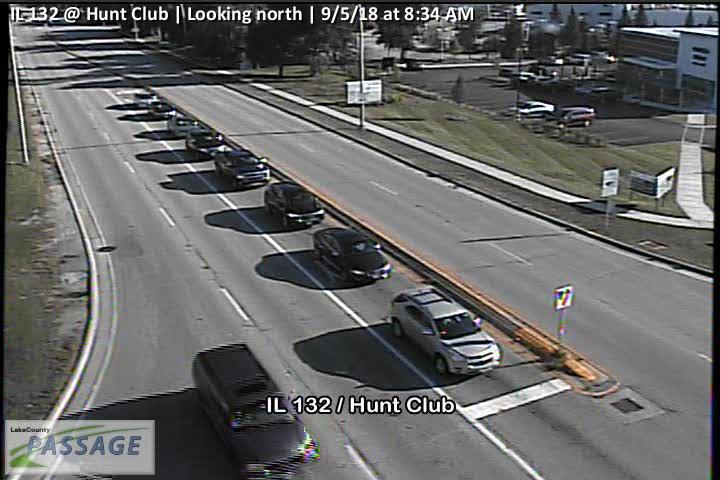 IL 132 @ Hunt Club | Looking north | 9/5/18 at 8:34 AM
IL 132 / Hunt Club
LakeCounty
PASSAGE